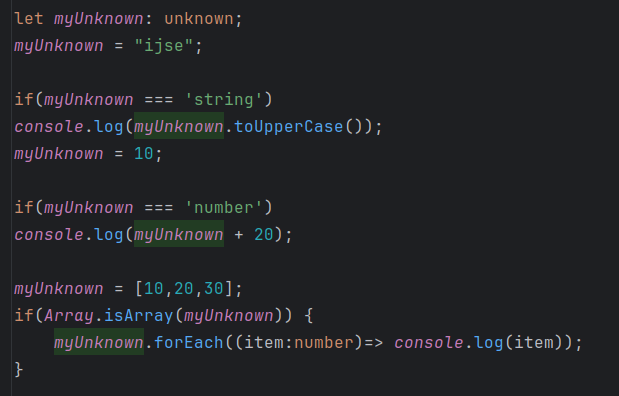 let myUnknown: unknown;
myUnknown = "ijse";

if(myUnknown === 'string')
console.log(myUnknown.toUpperCase());
myUnknown = 10;

if(myUnknown === 'number')
console.log(myUnknown + 20);

myUnknown = [10,20,30];
if(Array.isArray(myUnknown)) {
    myUnknown.forEach((item:number)=> console.log(item));
}